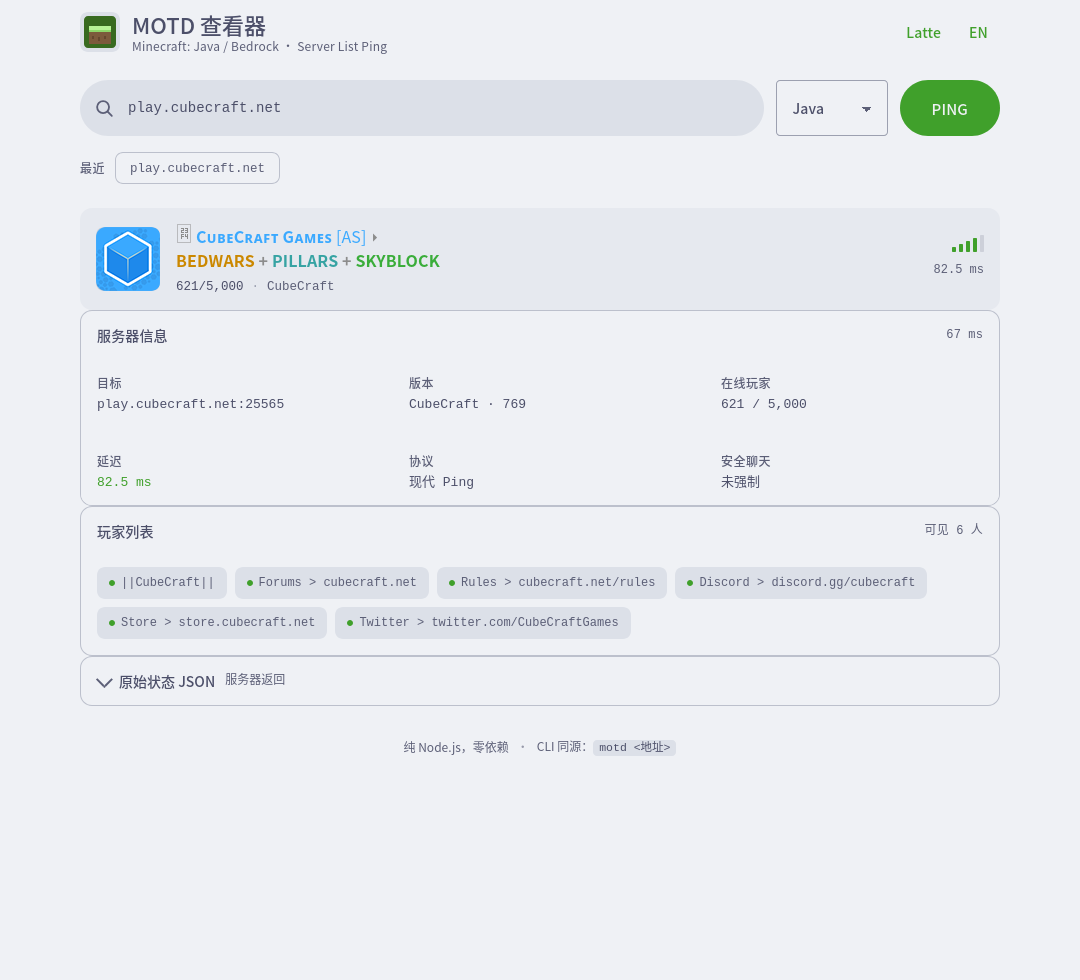 MOTD 查看器
Minecraft: Java / Bedrock · Server List Ping
Latte
EN
play.cubecraft.net
Java
PING
最近
play.cubecraft.net
CᴜʙᴇCʀᴀꜰᴛ Gᴀᴍᴇꜱ [AS]
BEDWARS + PILLARS + SKYBLOCK
621/5,000 · CubeCraft
82.5 ms
服务器信息
67 ms
目标
play.cubecraft.net:25565
版本
CubeCraft · 769
在线玩家
621 / 5,000
延迟
82.5 ms
协议
现代 Ping
安全聊天
未强制
玩家列表
可见 6 人
||CubeCraft||
Forums > cubecraft.net
Rules > cubecraft.net/rules
Discord > discord.gg/cubecraft
Store > store.cubecraft.net
Twitter > twitter.com/CubeCraftGames
原始状态 JSON 服务器返回
纯 Node.js，零依赖 · CLI 同源： motd <地址>